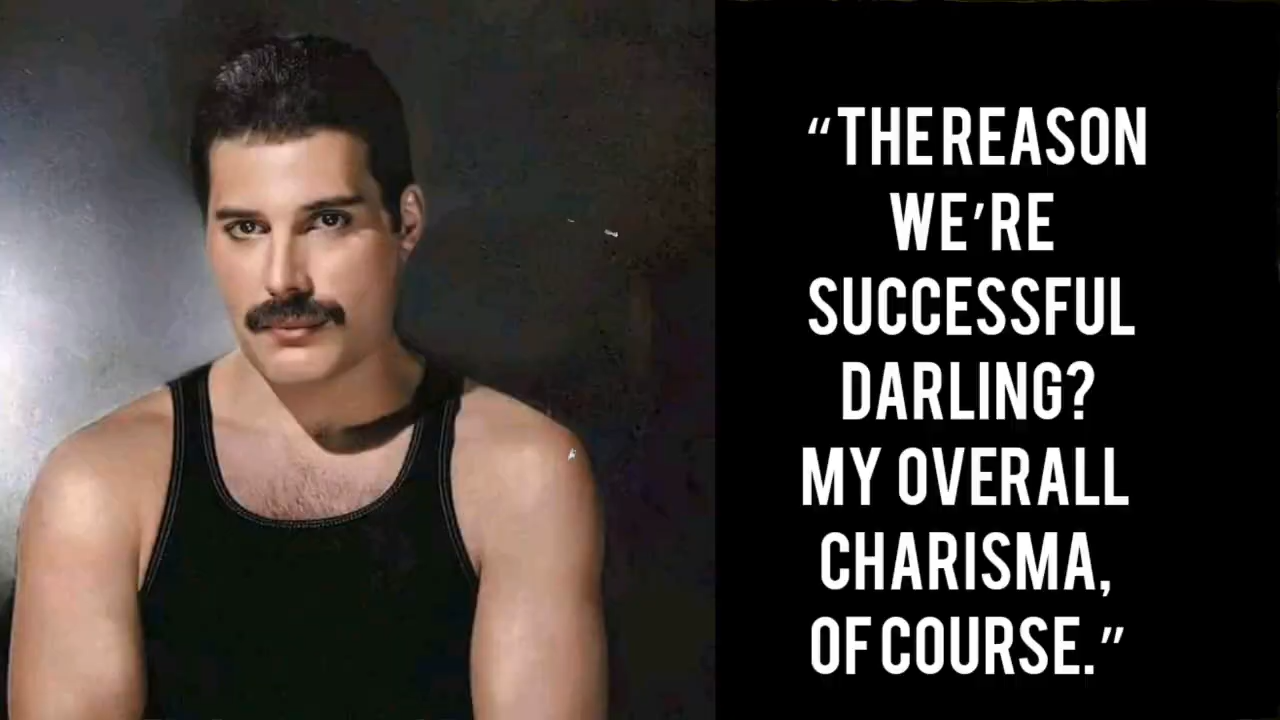 “THE REASON
WE'RE
SUCCESSFUL
DARLING?
MY OVERALL
CHARISMA,
OF COURSE.”